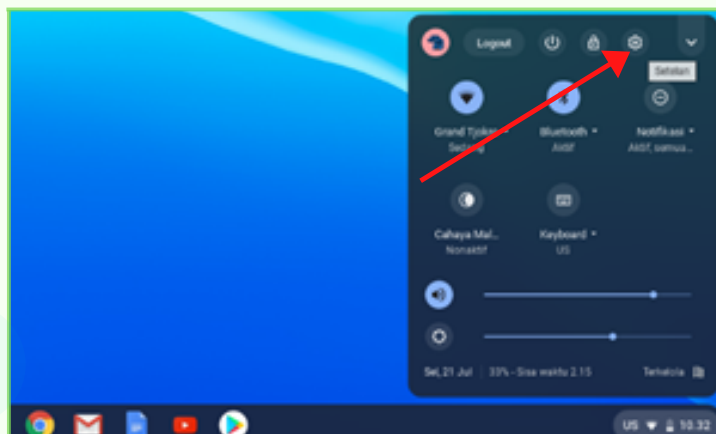 Logout
Setelan
Grand Tjokro
Sedang
Bluetooth
Aktif
Notifikasi
Aktif, semua...
Cahaya Mal...
Nonaktif
Keyboard
US
Sel, 21 Jul
33% - Sisa waktu 2.15
Terkelola
US
10.32